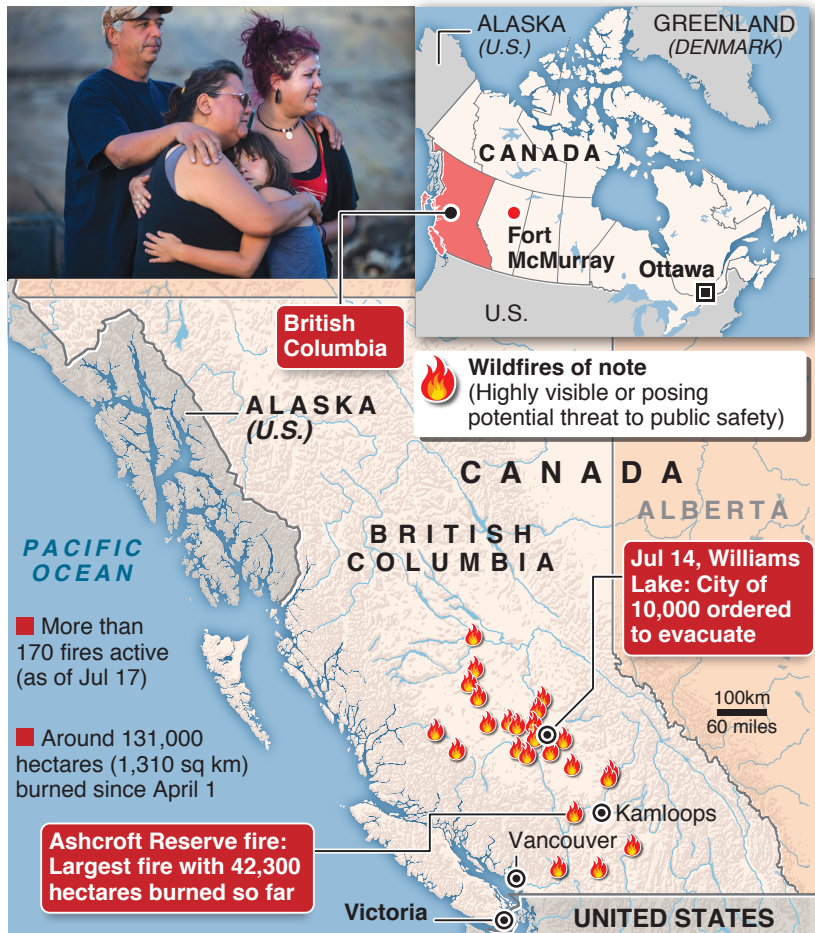 ALASKA
(U.S.)
GREENLAND
(DENMARK)
CANADA
Fort
McMurray
Ottawa
U.S.
British
Columbia
Wildfires of note
(Highly visible or posing
potential threat to public safety)
ALASKA
(U.S.)
CANADA
ALBERTA
BRITISH
COLUMBIA
PACIFIC
OCEAN
Jul 14, Williams
Lake: City of
10,000 ordered
to evacuate
More than
170 fires active
(as of Jul 17)
100km
60 miles
Around 131,000
hectares (1,310 sq km)
burned since April 1
Kamloops
Ashcroft Reserve fire:
Largest fire with 42,300
hectares burned so far
Vancouver
Victoria
UNITED STATES